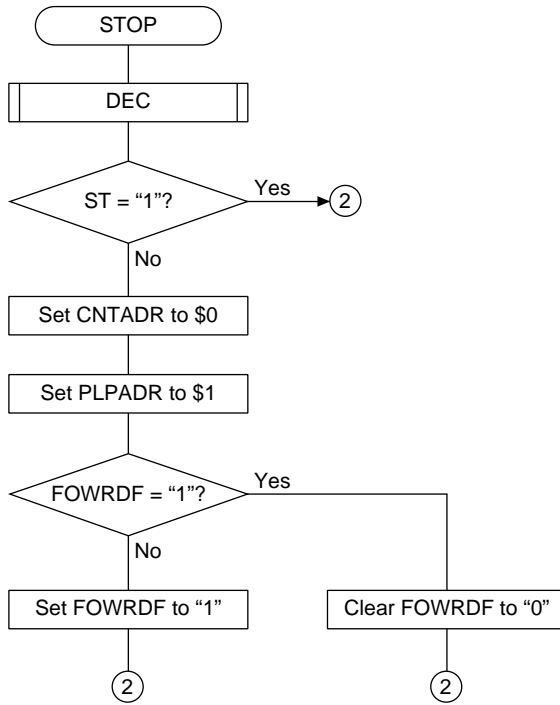 STOP
DEC
ST = “1”?
Yes
2
No
Set CNTADR to $0
Set PLPADR to $1
FOWRDF = “1”?
Yes
No
Set FOWRDF to “1”
Clear FOWRDF to “0”
2
2